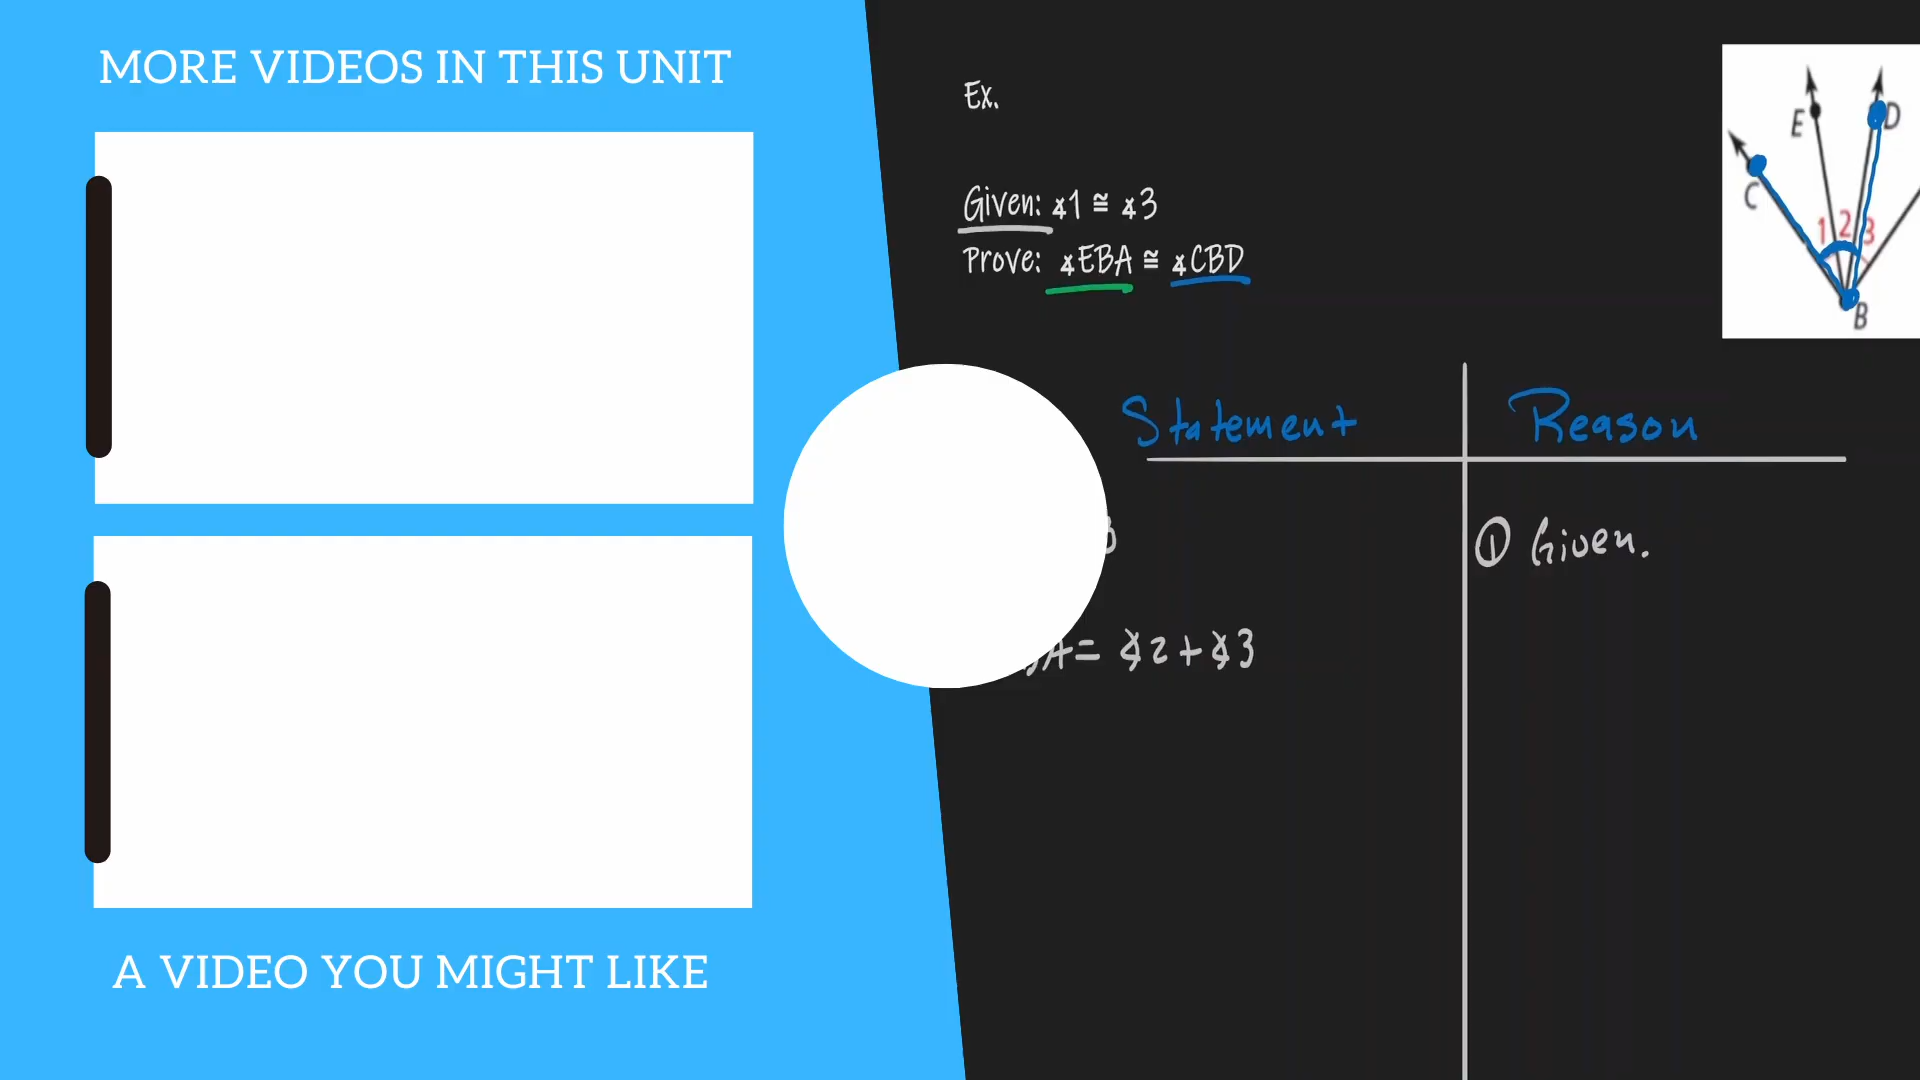 MORE VIDEOS IN THIS UNIT
A VIDEO YOU MIGHT LIKE
Ex.
Given: ∡1 ≅ ∡3
Prove: ∡EBA ≅ ∡CBD
E
D
C
1 2 3
B
Statement
Reason
① Given.
A = ∡2 + ∡3